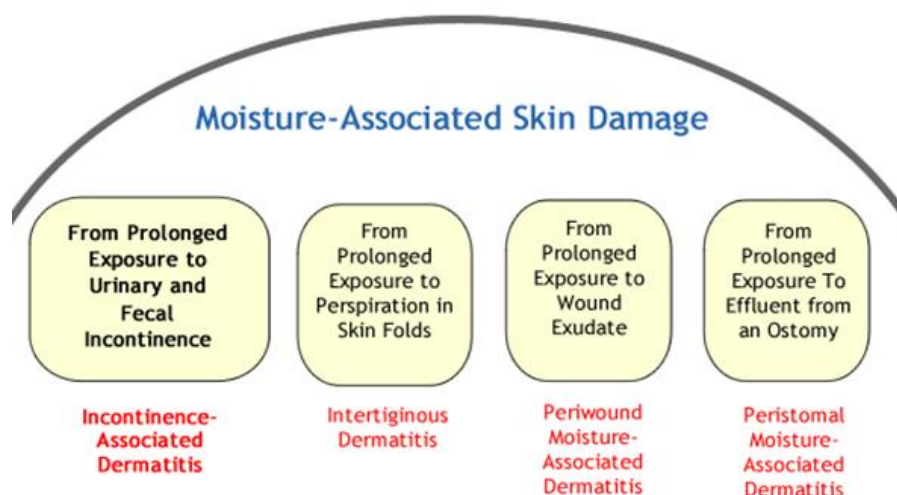 Moisture-Associated Skin Damage
From Prolonged
Exposure to
Urinary and
Fecal
Incontinence
From
Prolonged
Exposure to
Perspiration in
Skin Folds
From
Prolonged
Exposure to
Wound
Exudate
From
Prolonged
Exposure To
Effluent from
an Ostomy
Incontinence-
Associated
Dermatitis
Intertiginous
Dermatitis
Periwound
Moisture-
Associated
Dermatitis
Peristomal
Moisture-
Associated
Dermatitis